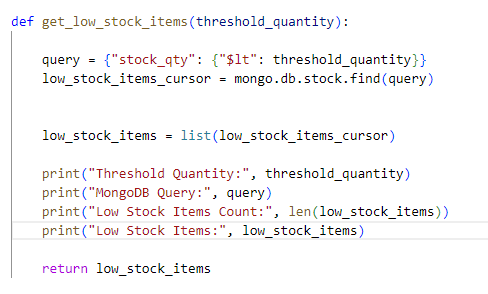 def get_low_stock_items(threshold_quantity):
query = {"stock_qty": {"$lt": threshold_quantity}}
low_stock_items_cursor = mongo.db.stock.find(query)
low_stock_items = list(low_stock_items_cursor)
print("Threshold Quantity:", threshold_quantity)
print("MongoDB Query:", query)
print("Low Stock Items Count:", len(low_stock_items))
print("Low Stock Items:", low_stock_items)
return low_stock_items